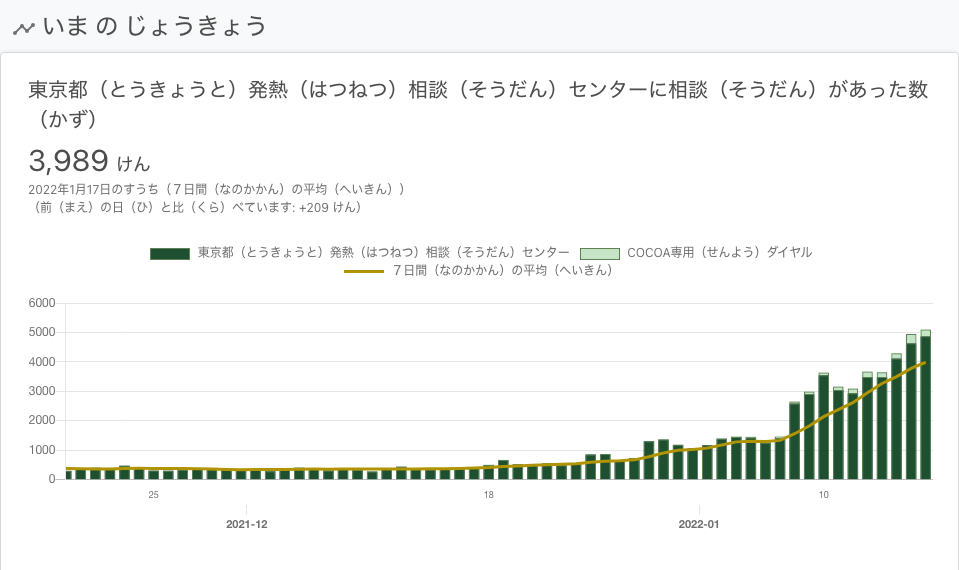 いま の じょうきょう
東京都（とうきょうと）発熱（はつねつ）相談（そうだん）センターに相談（そうだん）があった数
（かず）
3,989 けん
2022年1月17日のすうち（７日間（なのかかん）の平均（へいきん））
（前（まえ）の日（ひ）と比（くら）べています: +209 けん）
東京都（とうきょうと）発熱（はつねつ）相談（そうだん）センター COCOA専用（せんよう）ダイヤル
７日間（なのかかん）の平均（へいきん）
6000
5000
4000
3000
2000
1000
0
25 18 10
2021-12 2022-01